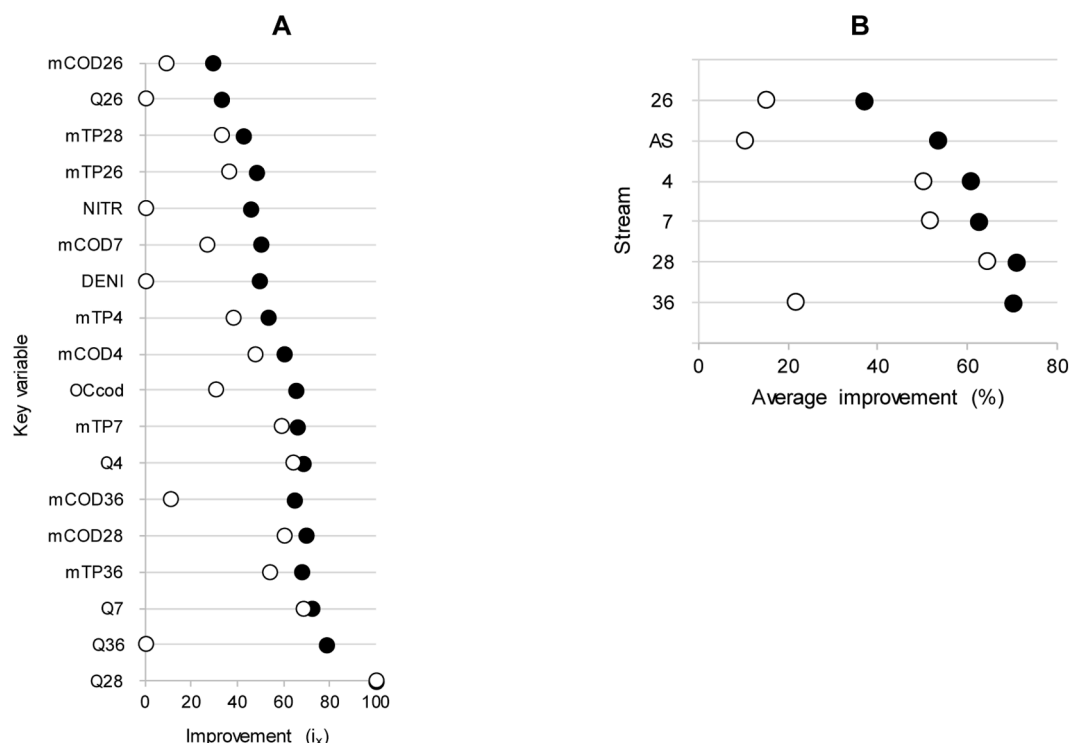 A
mCOD26
Q26
mTP28
mTP26
NITR
mCOD7
DENI
mTP4
mCOD4
OCcod
mTP7
Q4
mCOD36
mCOD28
mTP36
Q7
Q36
Q28
Key variable
0 20 40 60 80 100
Improvement (iₓ)
B
26
AS
4
7
28
36
Stream
0 20 40 60 80
Average improvement (%)